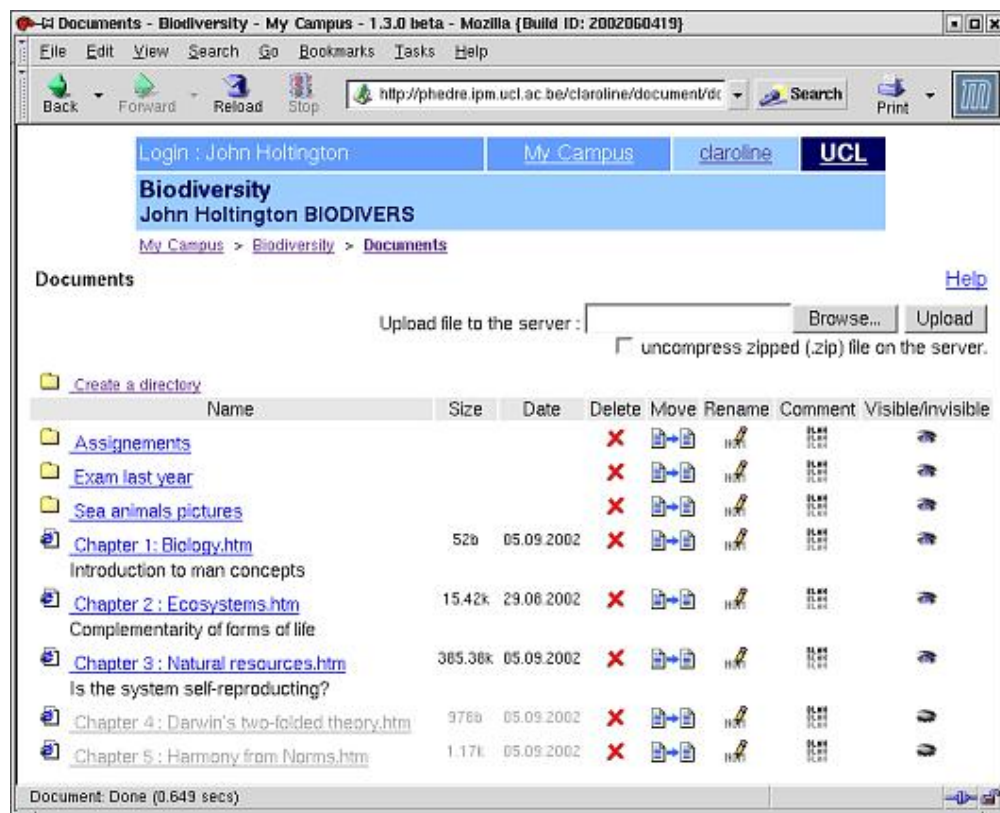 Documents - Biodiversity - My Campus - 1.3.0 beta - Mozilla {Build ID: 2002060419}
File Edit View Search Go Bookmarks Tasks Help
Back Forward Reload Stop http://phedre.ipm.ucl.ac.be/claroline/document/dc Search Print
Login : John Holtington My Campus claroline UCL
Biodiversity
John Holtington BIODIVERS
My Campus > Biodiversity > Documents
Documents Help
Upload file to the server : Browse... Upload
uncompress zipped (.zip) file on the server.
Create a directory
Name Size Date Delete Move Rename Comment Visible/invisible
Assignements
Exam last year
Sea animals pictures
Chapter 1: Biology.htm 52b 05.09.2002
Introduction to man concepts
Chapter 2 : Ecosystems.htm 15.42k 29.08.2002
Complementarity of forms of life
Chapter 3 : Natural resources.htm 385.38k 05.09.2002
Is the system self-reproducting?
Chapter 4 : Darwin's two-folded theory.htm 976b 05.09.2002
Chapter 5 : Harmony from Norms.htm 1.17k 05.09.2002
Document: Done (0.649 secs)